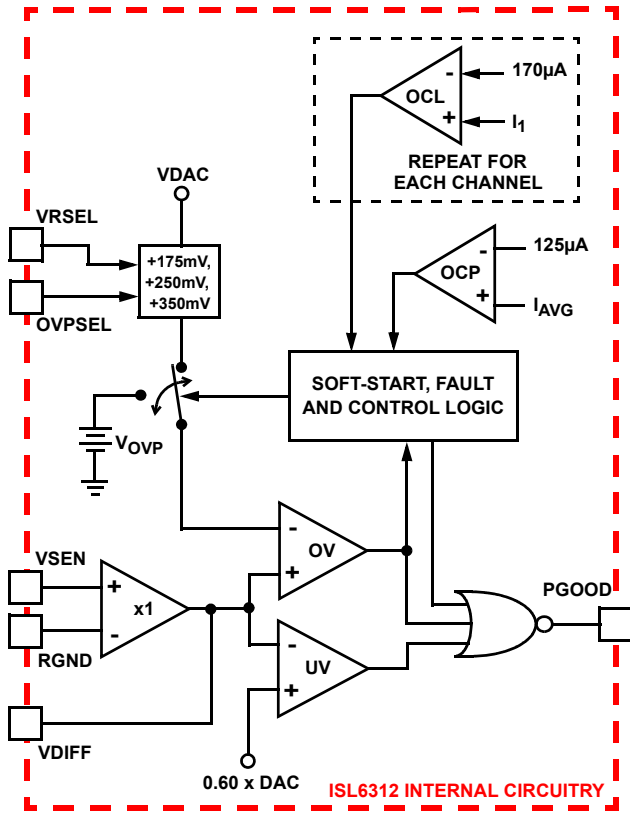 170µA
-
OCL
+
I1
REPEAT FOR
EACH CHANNEL
VDAC
VRSEL
+175mV,
+250mV,
+350mV
OVPSEL
-
125µA
OCP
+
IAVG
SOFT-START, FAULT
AND CONTROL LOGIC
VOVP
-
OV
+
VSEN
+
x1
-
RGND
PGOOD
-
UV
+
VDIFF
0.60 x DAC
ISL6312 INTERNAL CIRCUITRY